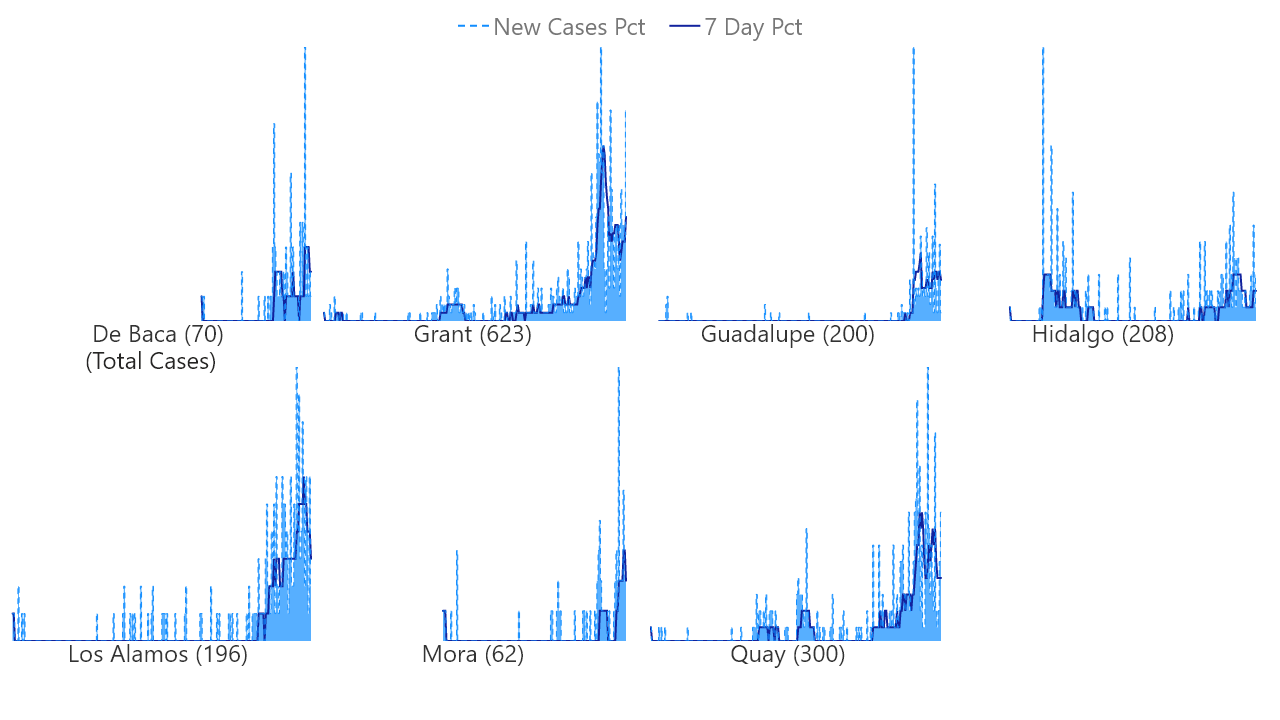 New Cases Pct 7 Day Pct
De Baca (70) Grant (623) Guadalupe (200) Hidalgo (208)
(Total Cases)
Los Alamos (196) Mora (62) Quay (300)